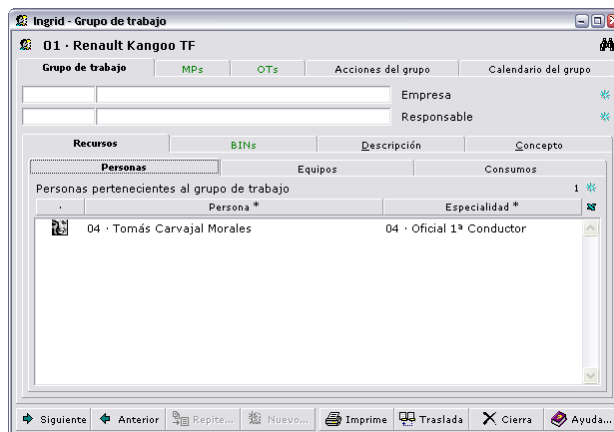 Ingrid - Grupo de trabajo
01 · Renault Kangoo TF
Grupo de trabajo MPs OTs Acciones del grupo Calendario del grupo
Empresa
Responsable
Recursos BINs Descripción Concepto
Personas Equipos Consumos
Personas pertenecientes al grupo de trabajo 1
· Persona * Especialidad *
04 · Tomás Carvajal Morales 04 · Oficial 1ª Conductor
Siguiente Anterior Repite... Nuevo... Imprime Traslada Cierra Ayuda...